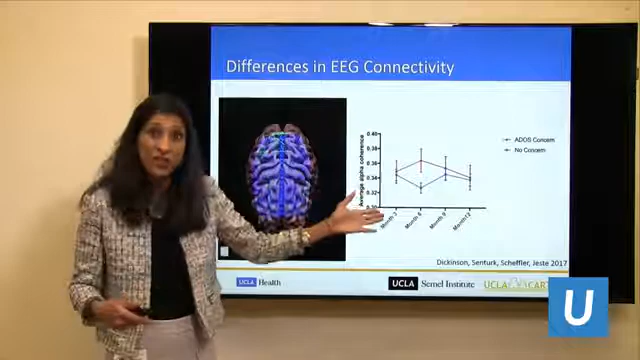 Differences in EEG Connectivity
Average alpha coherence
0.40
0.38
0.36
0.34
0.32
0.30
Month 3
Month 6
Month 9
Month 12
ADOS Concern
No Concern
Dickinson, Senturk, Scheffler, Jeste 2017
UCLA Health
UCLA Semel Institute
UCLA CART
U